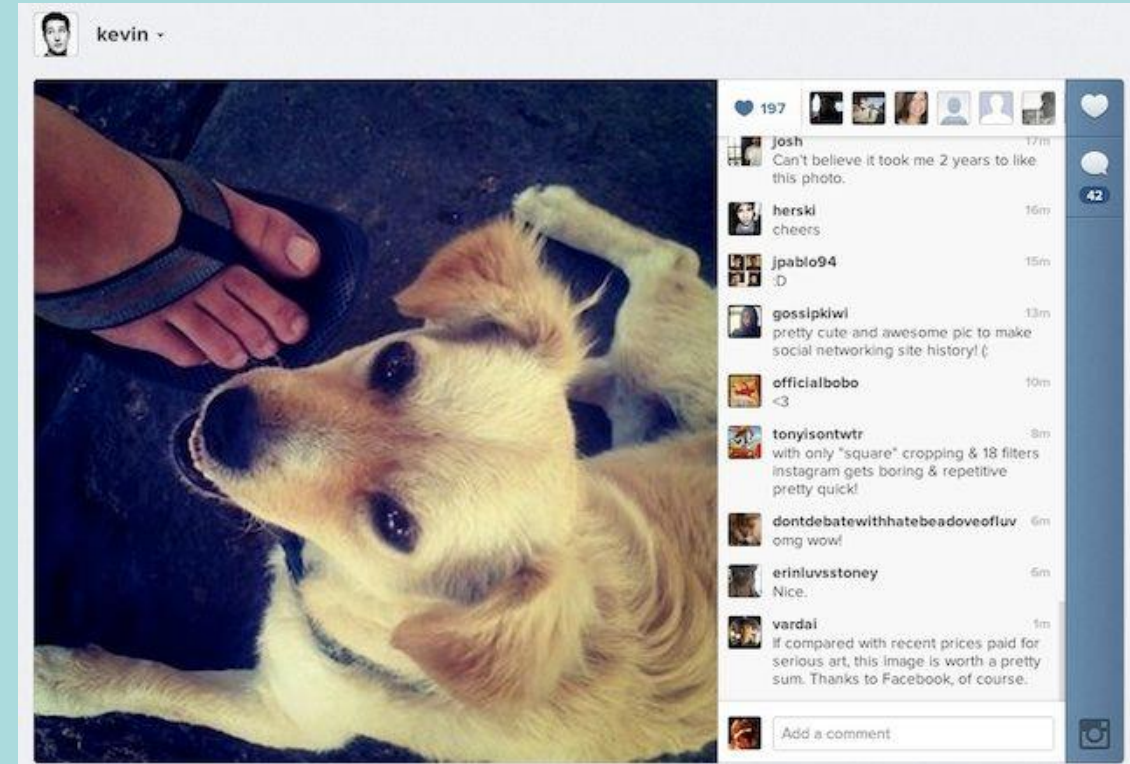 kevin
197
josh 17m
Can't believe it took me 2 years to like
this photo.
herski 16m
cheers
jpablo94 15m
:D
gossipkiwi 13m
pretty cute and awesome pic to make
social networking site history! (:
officialbobo 10m
<3
tonyisontwtr 8m
with only "square" cropping & 18 filters
instagram gets boring & repetitive
pretty quick!
dontdebatewithhatebeadoveofluv 6m
omg wow!
erinluvsstoney 6m
Nice.
vardai 1m
If compared with recent prices paid for
serious art, this image is worth a pretty
sum. Thanks to Facebook, of course.
Add a comment
42